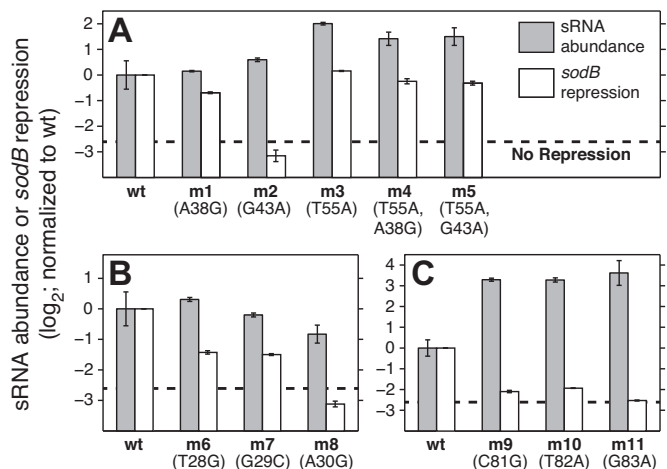 sRNA abundance or sodB repression
(log2; normalized to wt)
A
2
1
0
−1
−2
−3
sRNA
abundance
sodB
repression
No Repression
wt m1 m2 m3 m4 m5
(A38G) (G43A) (T55A) (T55A, (T55A,
A38G) G43A)
B
1
0
−1
−2
−3
wt m6 m7 m8
(T28G) (G29C) (A30G)
C
4
3
2
1
0
−1
−2
−3
wt m9 m10 m11
(C81G) (T82A) (G83A)